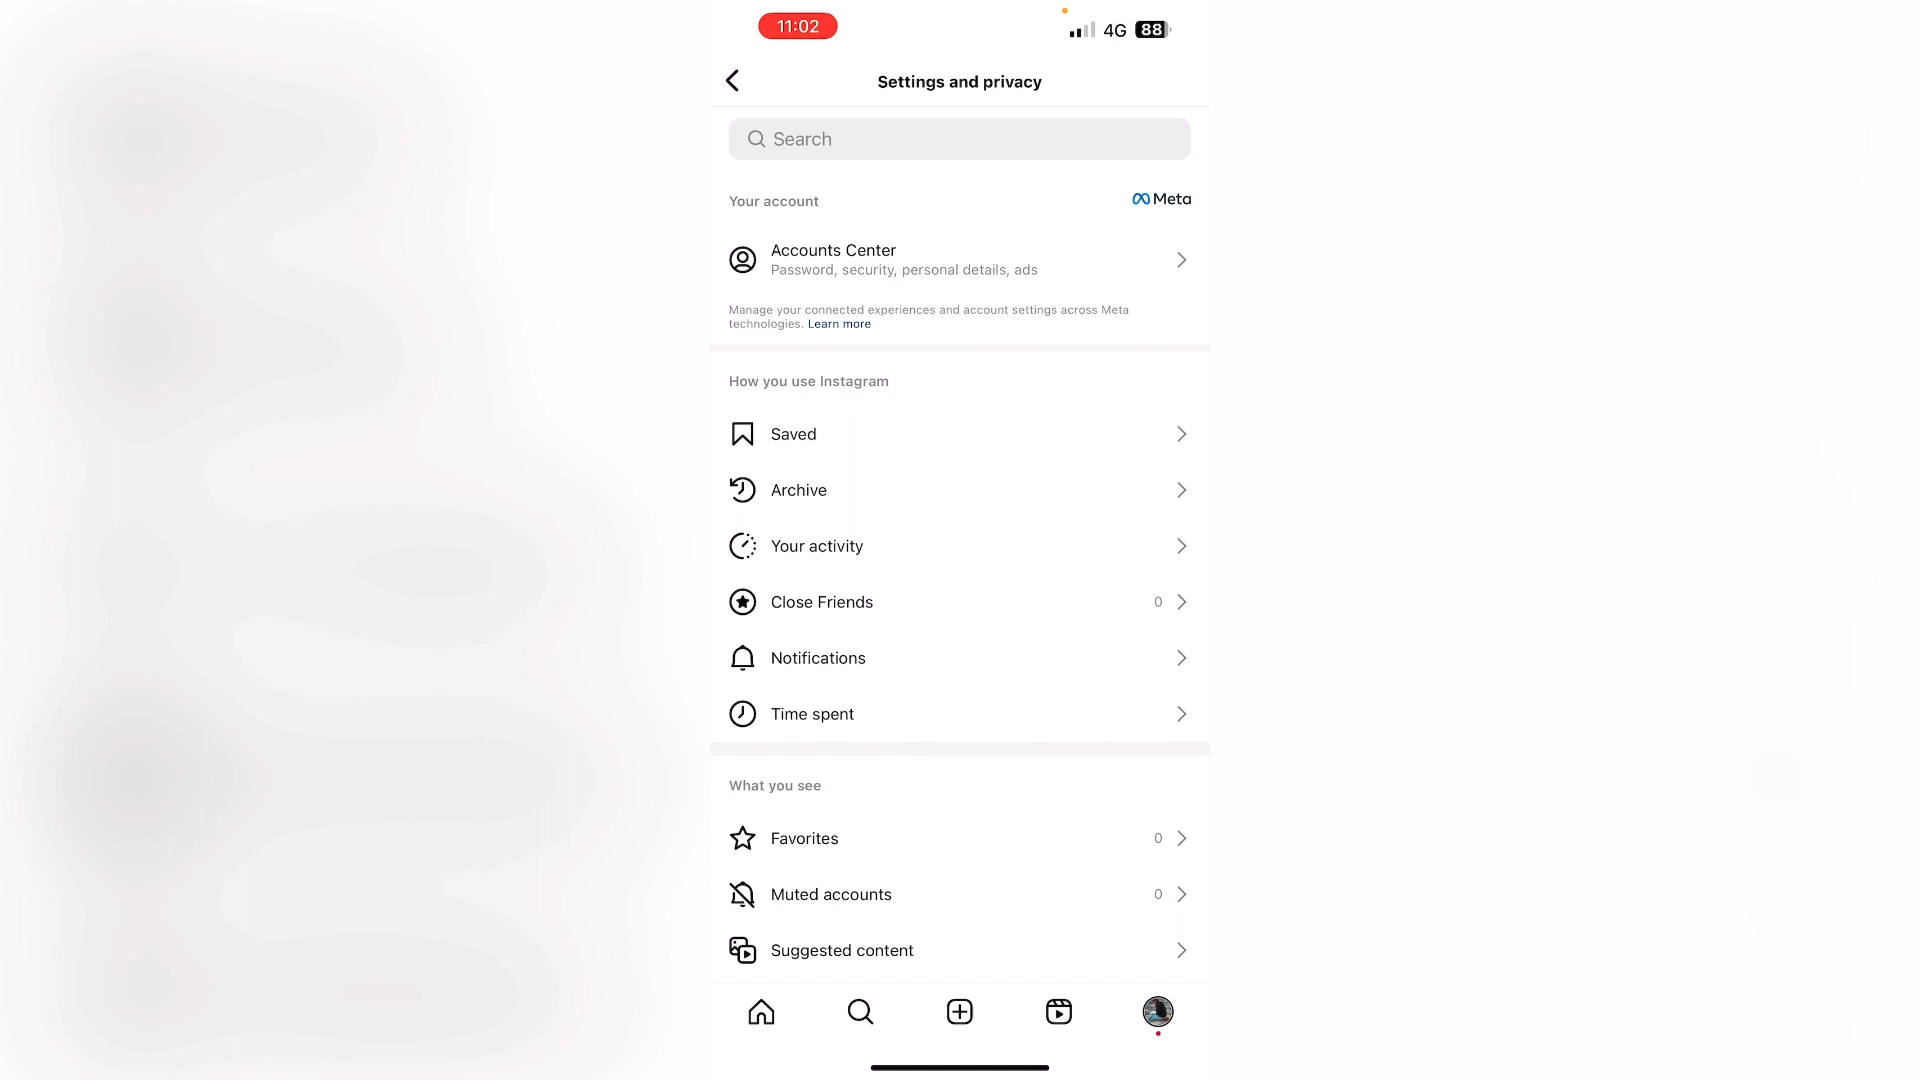 11:02
4G 88
Settings and privacy
Search
Your account
Meta
Accounts Center
Password, security, personal details, ads
Manage your connected experiences and account settings across Meta
technologies. Learn more
How you use Instagram
Saved
Archive
Your activity
Close Friends 0
Notifications
Time spent
What you see
Favorites 0
Muted accounts 0
Suggested content